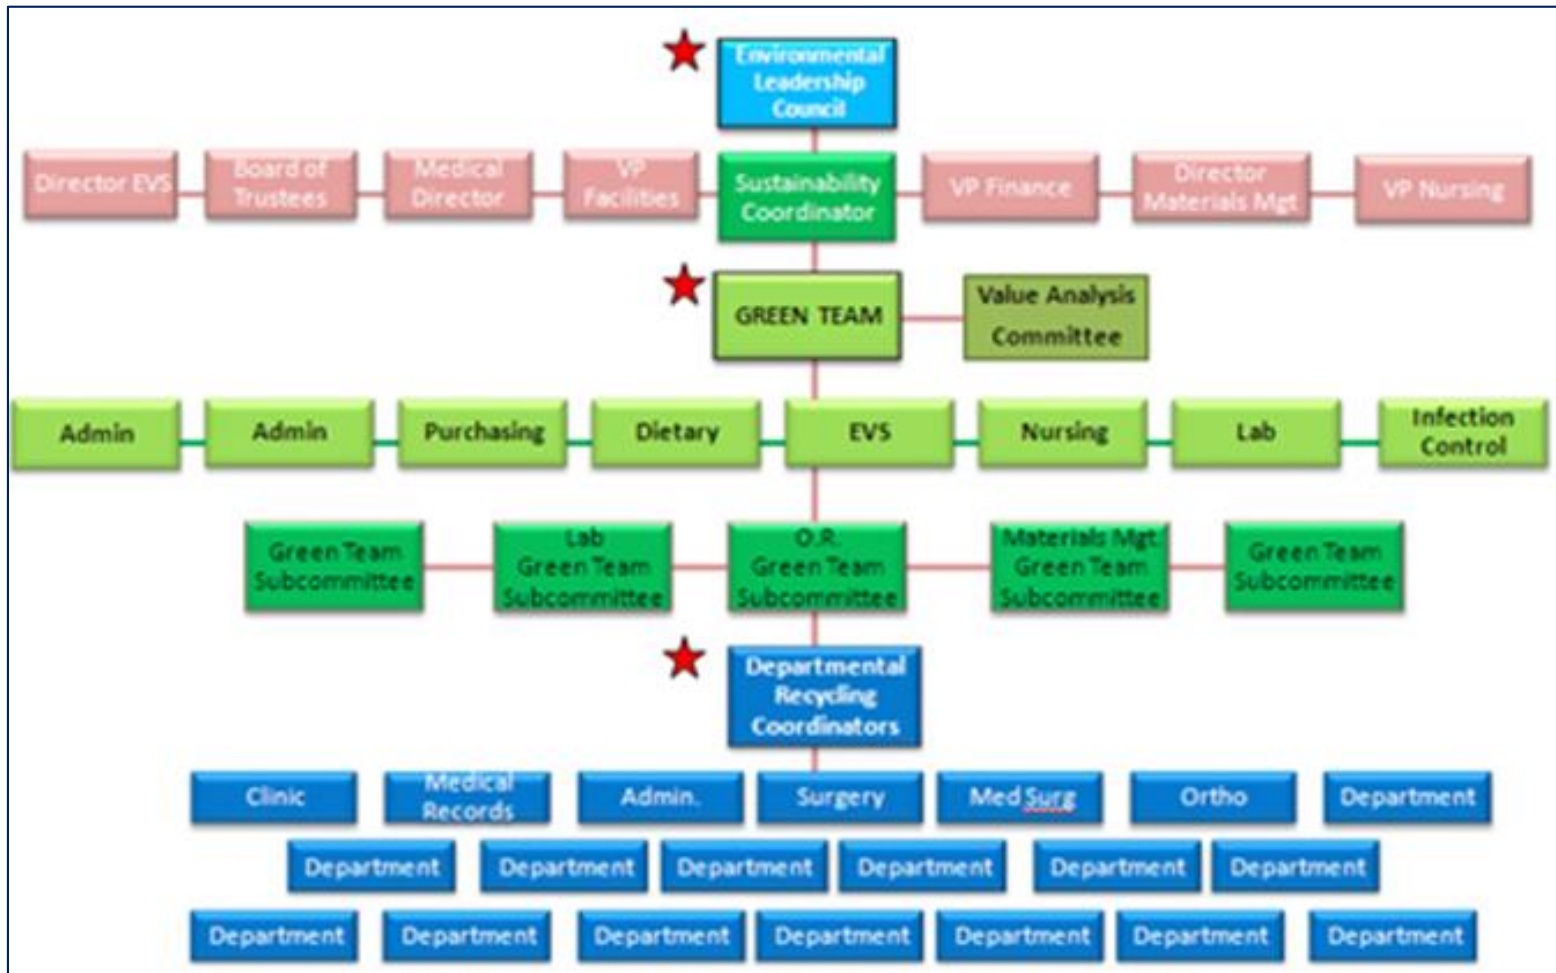 Environmental
Leadership
Council
Director EVS
Board of
Trustees
Medical
Director
VP
Facilities
Sustainability
Coordinator
VP Finance
Director
Materials Mgt
VP Nursing
GREEN TEAM
Value Analysis
Committee
Admin
Admin
Purchasing
Dietary
EVS
Nursing
Lab
Infection
Control
Green Team
Subcommittee
Lab
Green Team
Subcommittee
O.R.
Green Team
Subcommittee
Materials Mgt.
Green Team
Subcommittee
Green Team
Subcommittee
Departmental
Recycling
Coordinators
Clinic
Medical
Records
Admin.
Surgery
Med Surg
Ortho
Department
Department
Department
Department
Department
Department
Department
Department
Department
Department
Department
Department
Department
Department